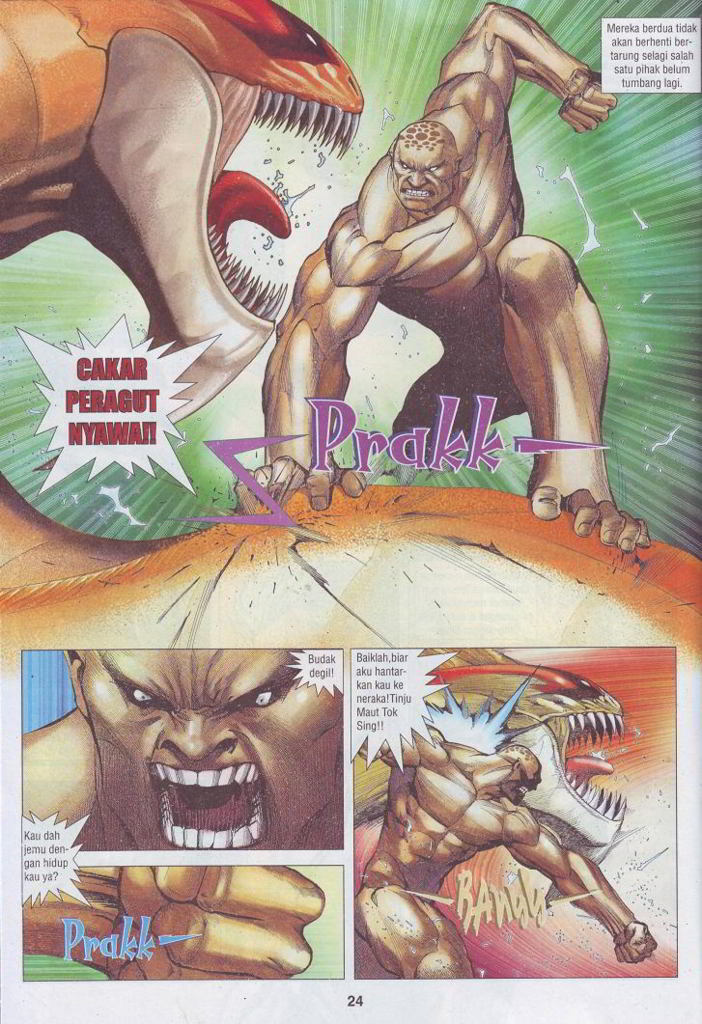 Mereka berdua tidak
akan berhenti ber-
tarung selagi salah
satu pihak belum
tumbang lagi.
CAKAR
PERAGUT
NYAWA!!
Prakk
Budak
degil!
Kau dah
jemu den-
gan hidup
kau ya?
Prakk
Baiklah,biar
aku hantar-
kan kau ke
neraka!Tinju
Maut Tok
Sing!!
BANGG
24